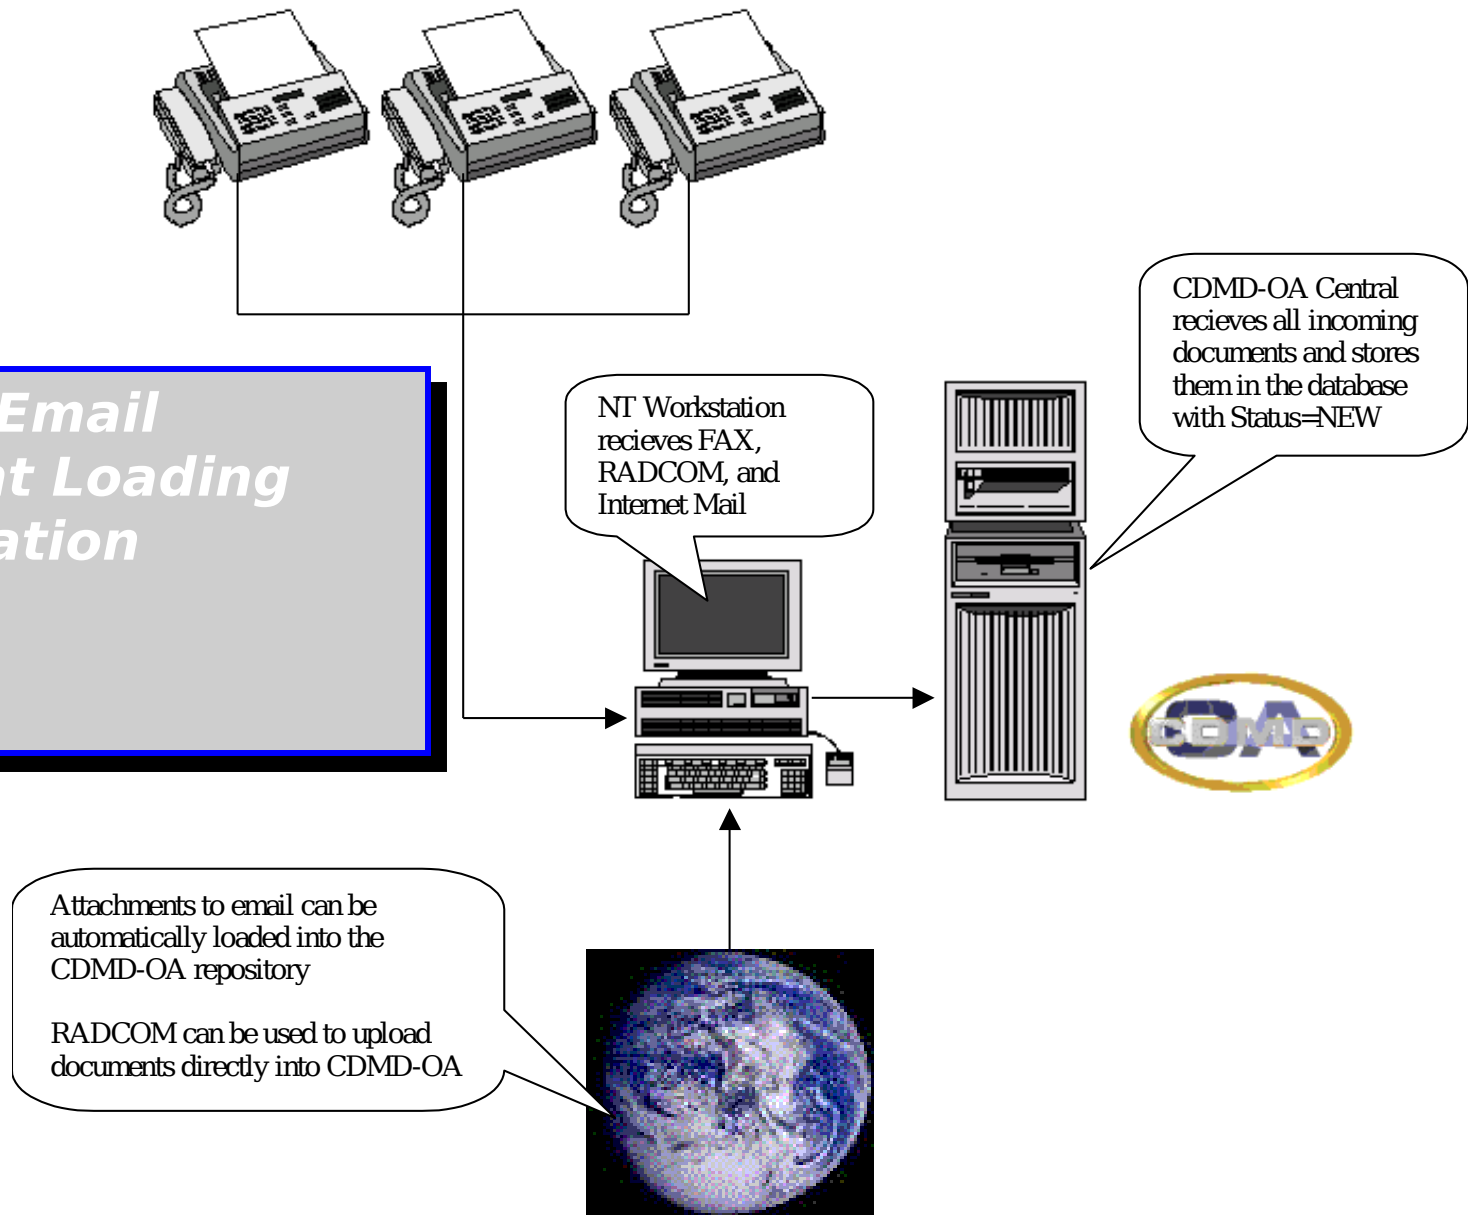 Email
nt Loading
ation
NT Workstation
recieves FAX,
RADCOM, and
Internet Mail
CDMD-OA Central
recieves all incoming
documents and stores
them in the database
with Status=NEW
OA
CDMD
Attachments to email can be
automatically loaded into the
CDMD-OA repository
RADCOM can be used to upload
documents directly into CDMD-OA